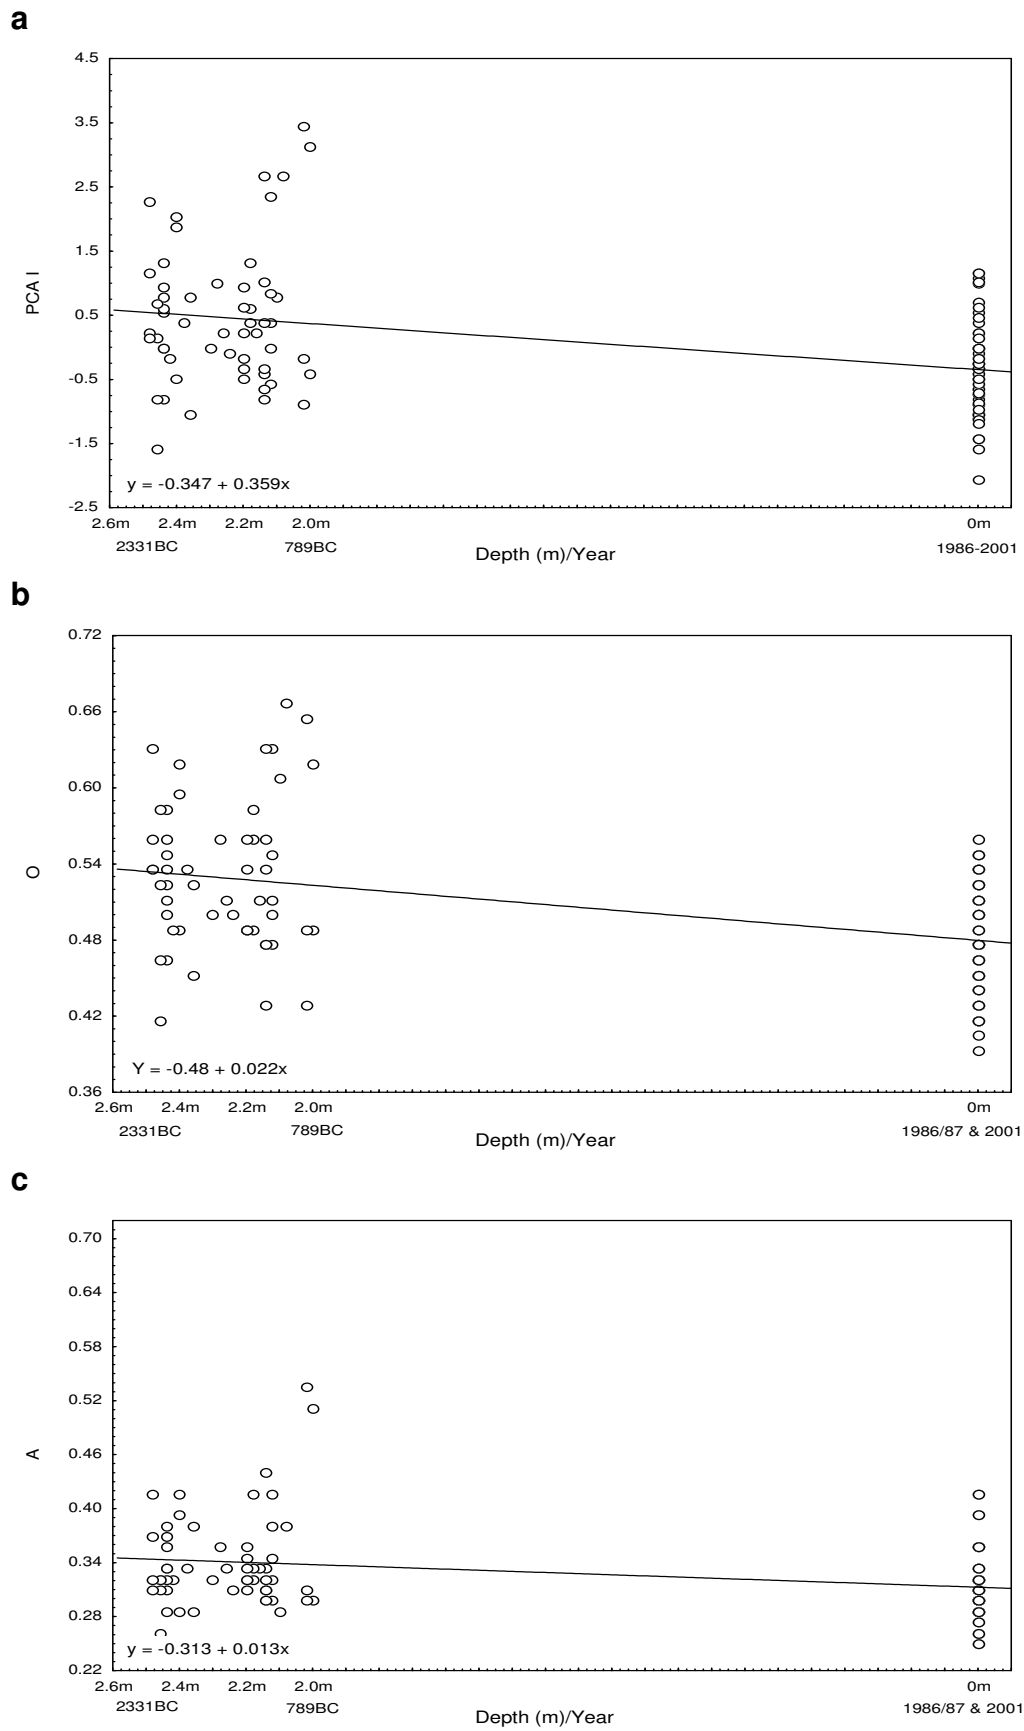 a
4.5
3.5
2.5
1.5
0.5
-0.5
-1.5
-2.5
PCA I
y = -0.347 + 0.359x
2.6m 2.4m 2.2m 2.0m 0m
2331BC 789BC 1986-2001
Depth (m)/Year
b
0.72
0.66
0.60
0.54
0.48
0.42
0.36
O
Y = -0.48 + 0.022x
2.6m 2.4m 2.2m 2.0m 0m
2331BC 789BC 1986/87 & 2001
Depth (m)/Year
c
0.70
0.64
0.58
0.52
0.46
0.40
0.34
0.28
0.22
A
y = -0.313 + 0.013x
2.6m 2.4m 2.2m 2.0m 0m
2331BC 789BC 1986/87 & 2001
Depth (m)/Year